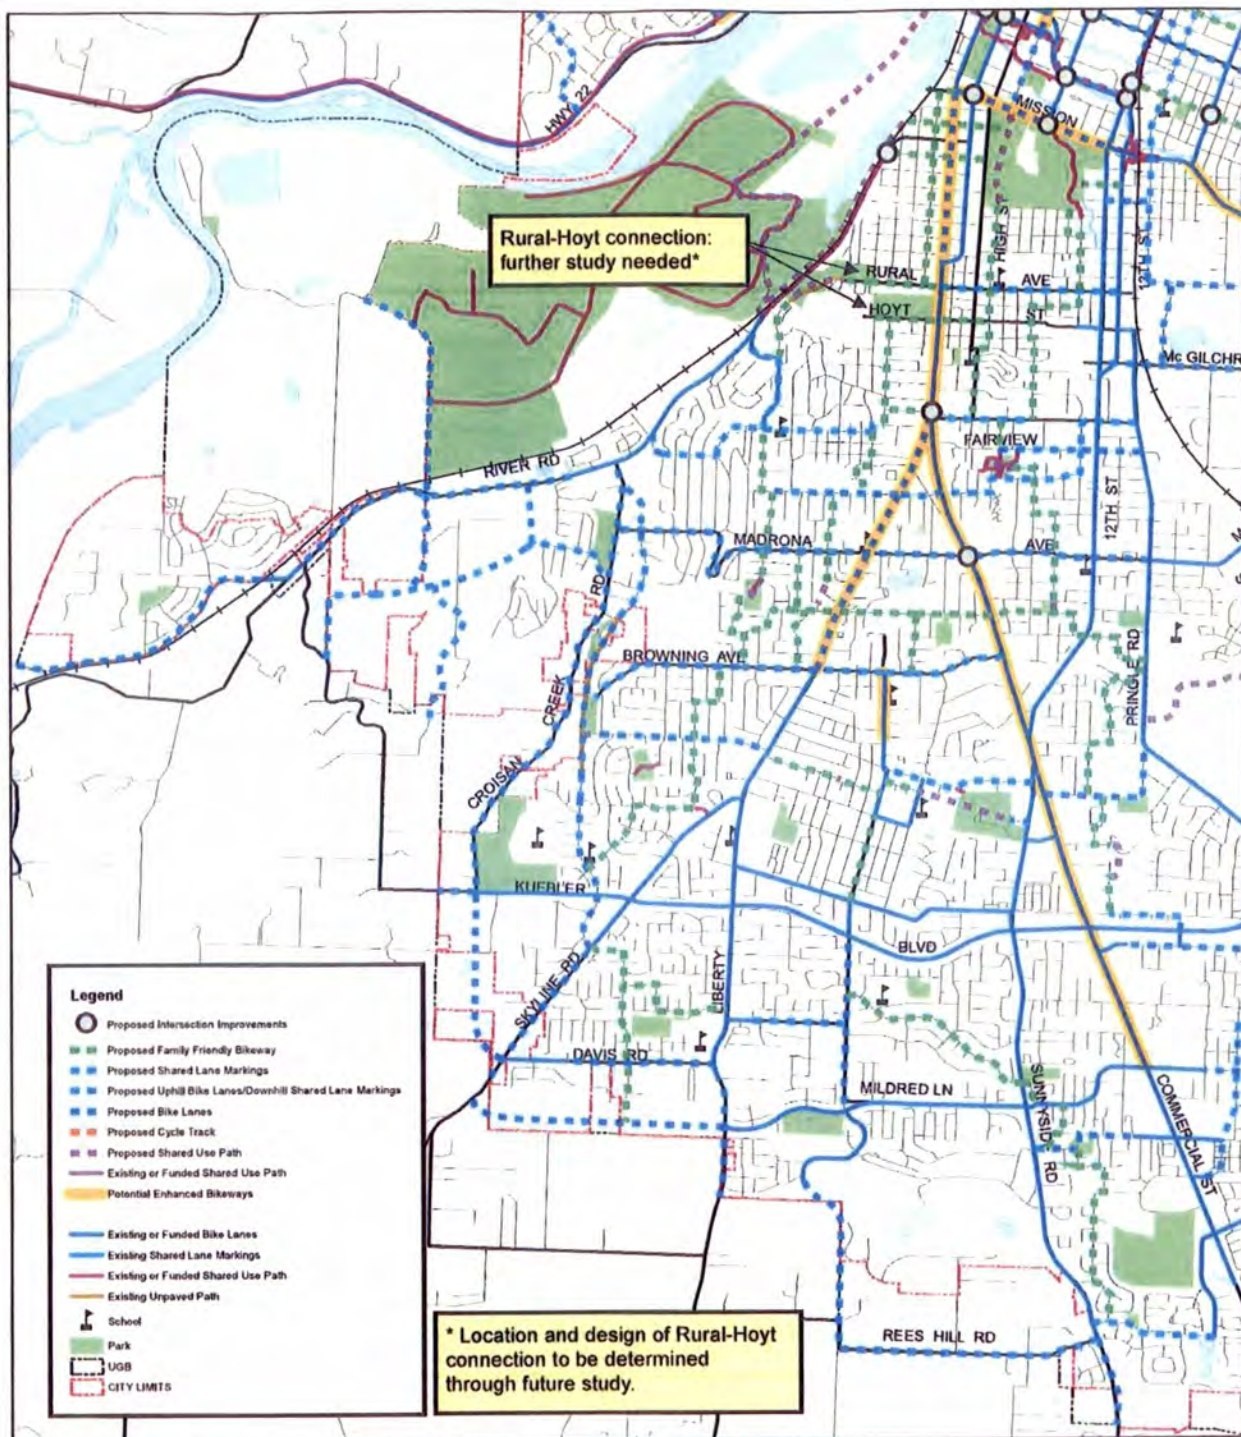 HWY 22
MISSION
HIGH ST
12TH ST
Rural-Hoyt connection:
further study needed*
RURAL
AVE
HOYT
ST
Mc GILCHR
FAIRVIEW
RIVER RD
12TH ST
MADRONA
AVE
CROISAN
CREEK
RD
BROWNING AVE
PRINGLE RD
KUEBLER
BLVD
SKYLINE RD
LIBERTY
DAVIS RD
MILDRED LN
SUNNYSIDE RD
COMMERCIAL ST
REES HILL RD
Legend
Proposed Intersection Improvements
Proposed Family Friendly Bikeway
Proposed Shared Lane Markings
Proposed Uphill Bike Lanes/Downhill Shared Lane Markings
Proposed Bike Lanes
Proposed Cycle Track
Proposed Shared Use Path
Existing or Funded Shared Use Path
Potential Enhanced Bikeways
Existing or Funded Bike Lanes
Existing Shared Lane Markings
Existing or Funded Shared Use Path
Existing Unpaved Path
School
Park
UGB
CITY LIMITS
* Location and design of Rural-Hoyt
connection to be determined
through future study.